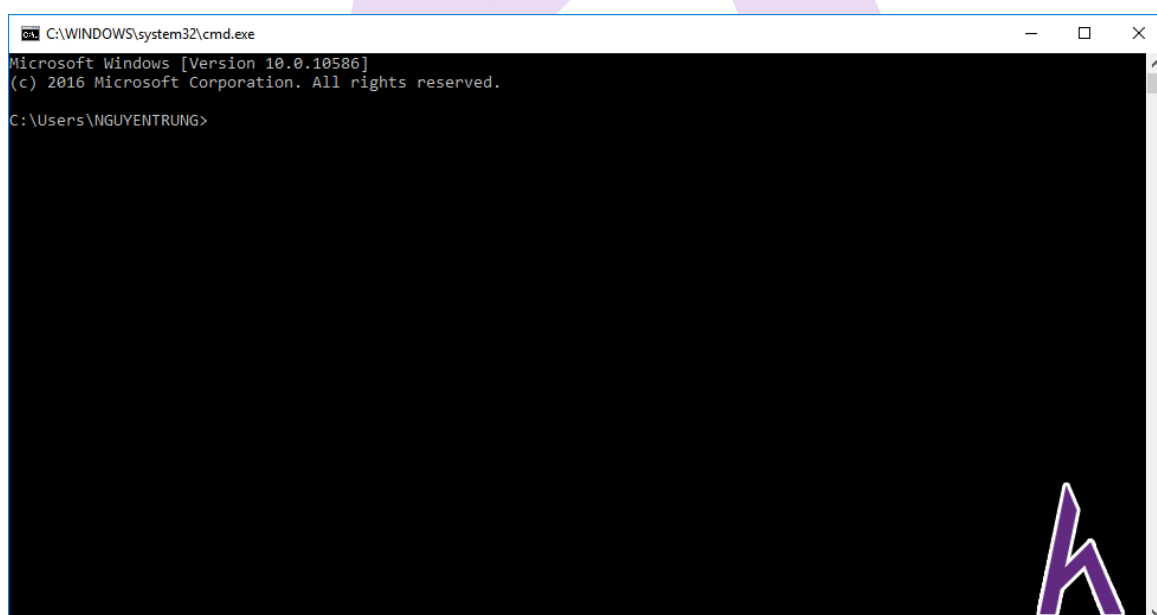 C:\WINDOWS\system32\cmd.exe
Microsoft Windows [Version 10.0.10586]
(c) 2016 Microsoft Corporation. All rights reserved.
C:\Users\NGUYENTRUNG>